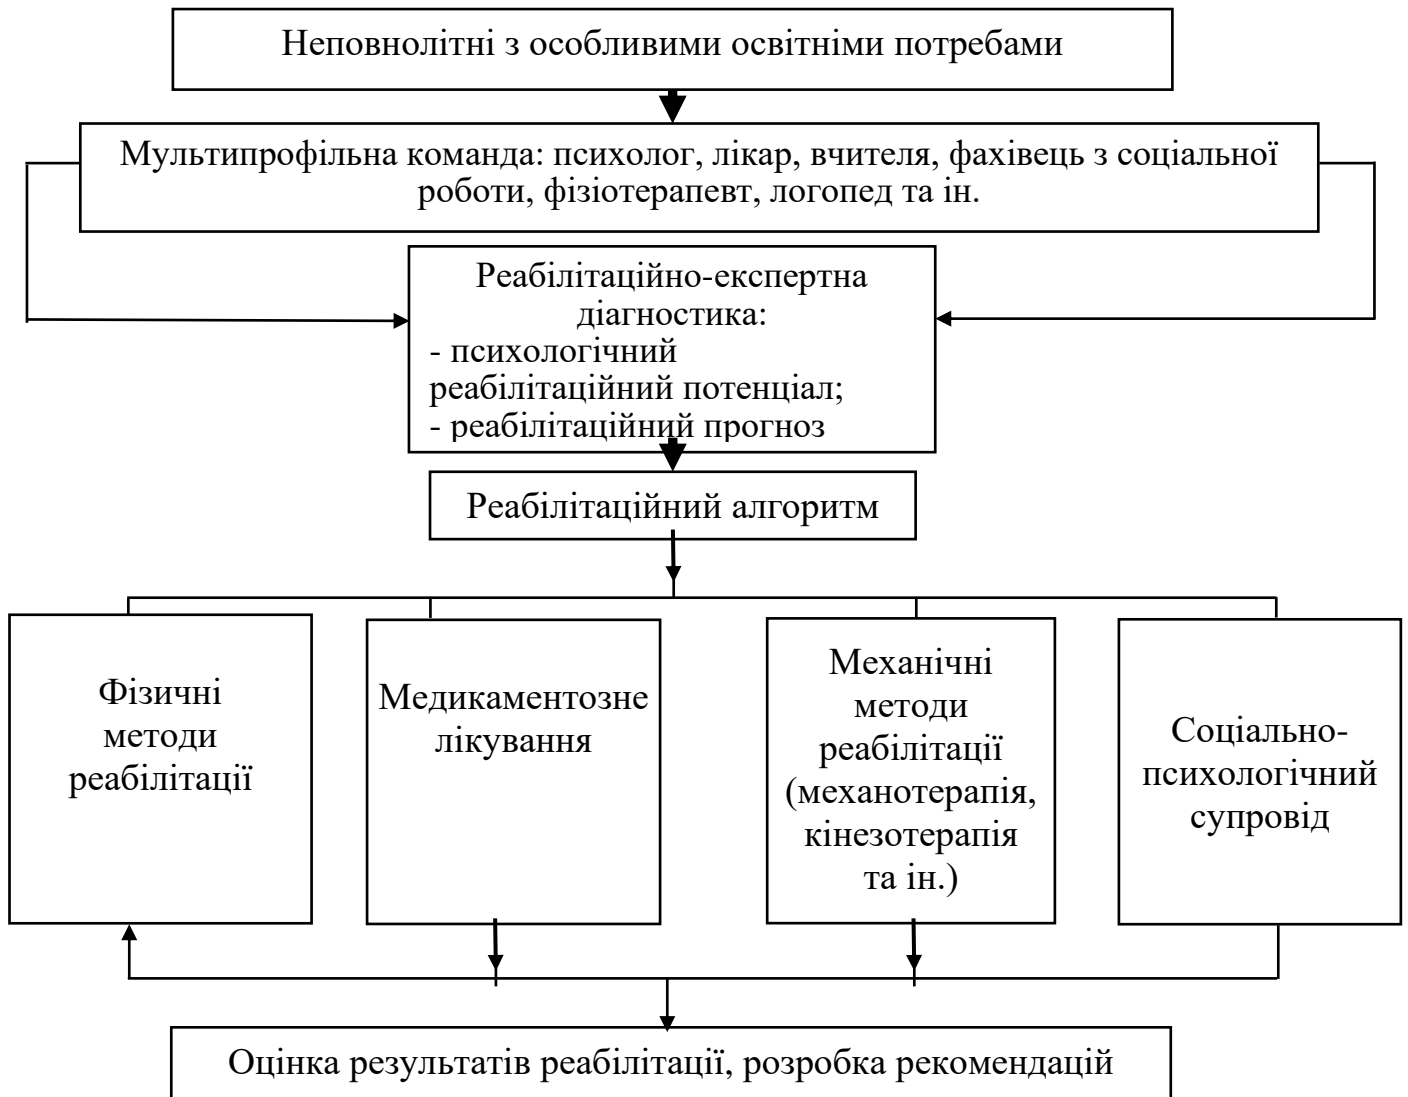 Неповнолітні з особливими освітніми потребами
Мультипрофільна команда: психолог, лікар, вчителя, фахівець з соціальної
роботи, фізіотерапевт, логопед та ін.
Реабілітаційно-експертна
діагностика:
- психологічний
реабілітаційний потенціал;
- реабілітаційний прогноз
Реабілітаційний алгоритм
Фізичні
методи
реабілітації
Медикаментозне
лікування
Механічні
методи
реабілітації
(механотерапія,
кінезотерапія
та ін.)
Соціально-
психологічний
супровід
Оцінка результатів реабілітації, розробка рекомендацій